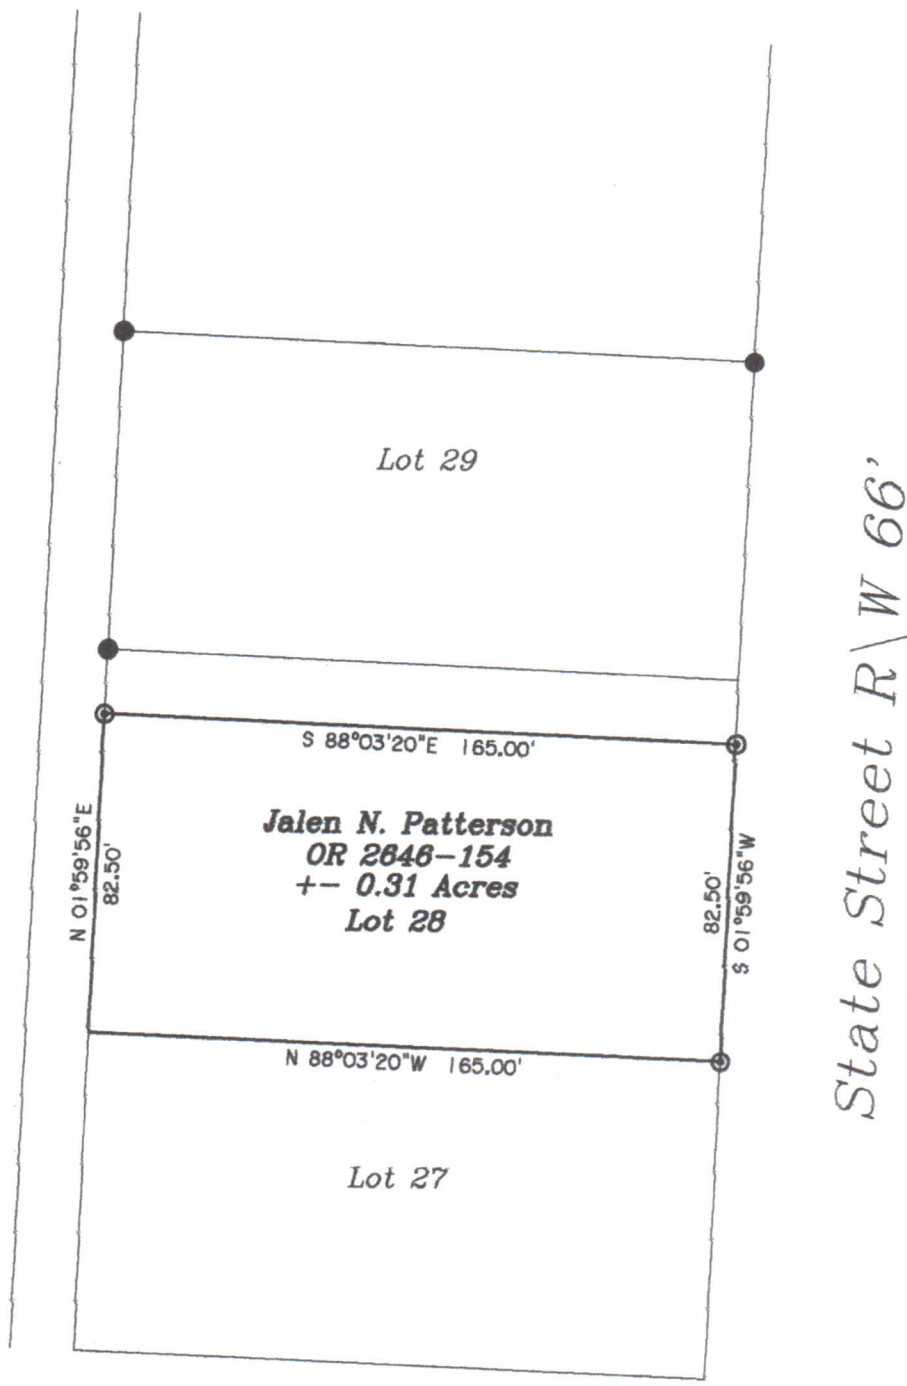 Lot 29
State Street R\W 66'
S 88°03'20"E 165.00'
N 01°59'56"E
82.50'
Jalen N. Patterson
OR 2646-154
+- 0.31 Acres
Lot 28
82.50'
S 01°59'56"W
N 88°03'20"W 165.00'
Lot 27